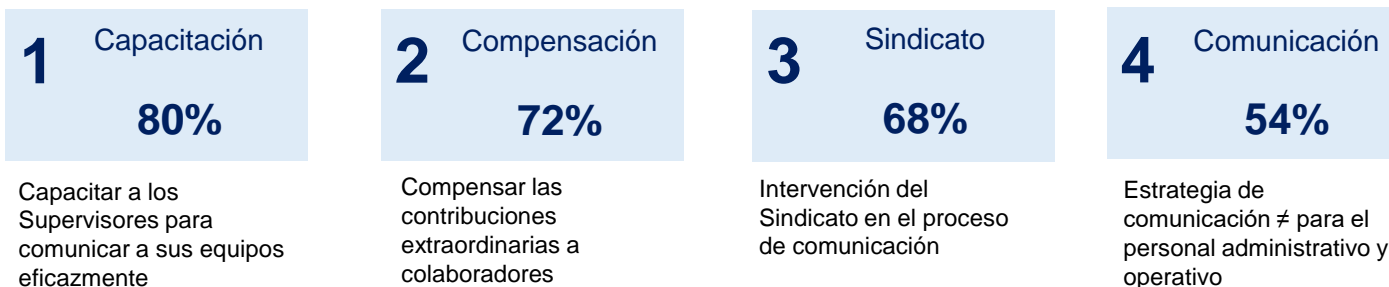 1
Capacitación
80%
Capacitar a los
Supervisores para
comunicar a sus equipos
eficazmente
2
Compensación
72%
Compensar las
contribuciones
extraordinarias a
colaboradores
3
Sindicato
68%
Intervención del
Sindicato en el proceso
de comunicación
4
Comunicación
54%
Estrategia de
comunicación ≠ para el
personal administrativo y
operativo